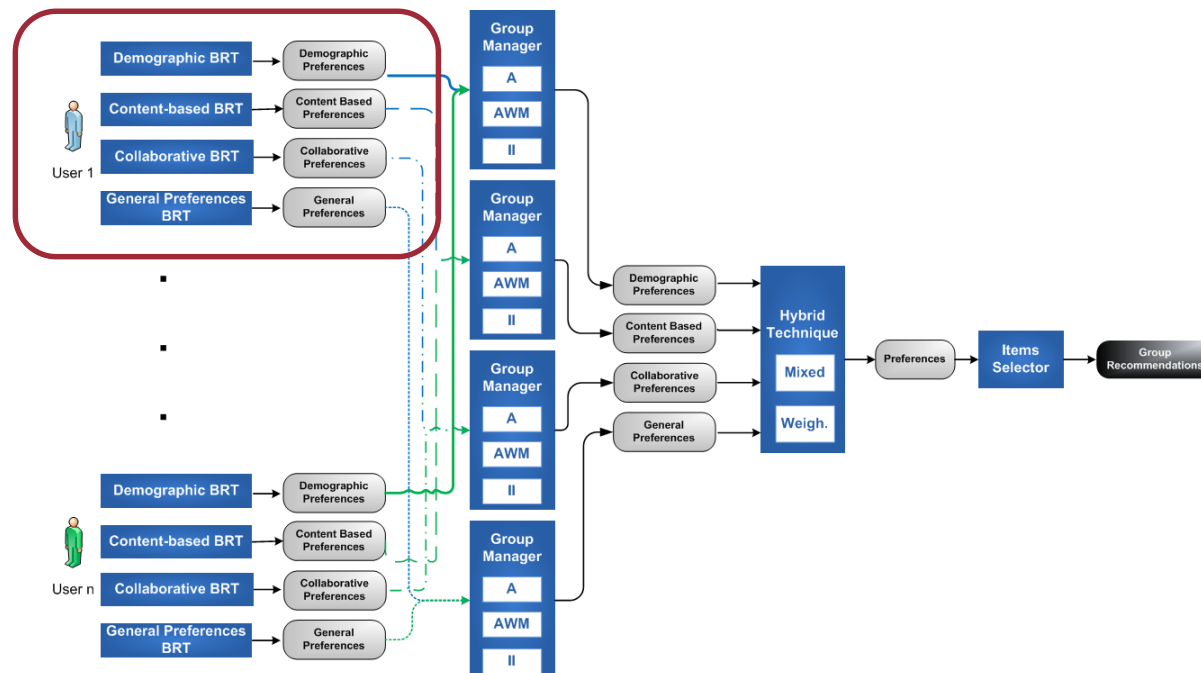 Demographic BRT
Demographic
Preferences
Content-based BRT
Content Based
Preferences
Collaborative BRT
Collaborative
Preferences
General Preferences
BRT
General
Preferences
User 1
Demographic BRT
Demographic
Preferences
Content-based BRT
Content Based
Preferences
Collaborative BRT
Collaborative
Preferences
General Preferences
BRT
General
Preferences
User n
Group
Manager
A
AWM
II
Group
Manager
A
AWM
II
Group
Manager
A
AWM
II
Group
Manager
A
AWM
II
Demographic
Preferences
Content Based
Preferences
Collaborative
Preferences
General
Preferences
Hybrid
Technique
Mixed
Weigh.
Preferences
Items
Selector
Group
Recommendations